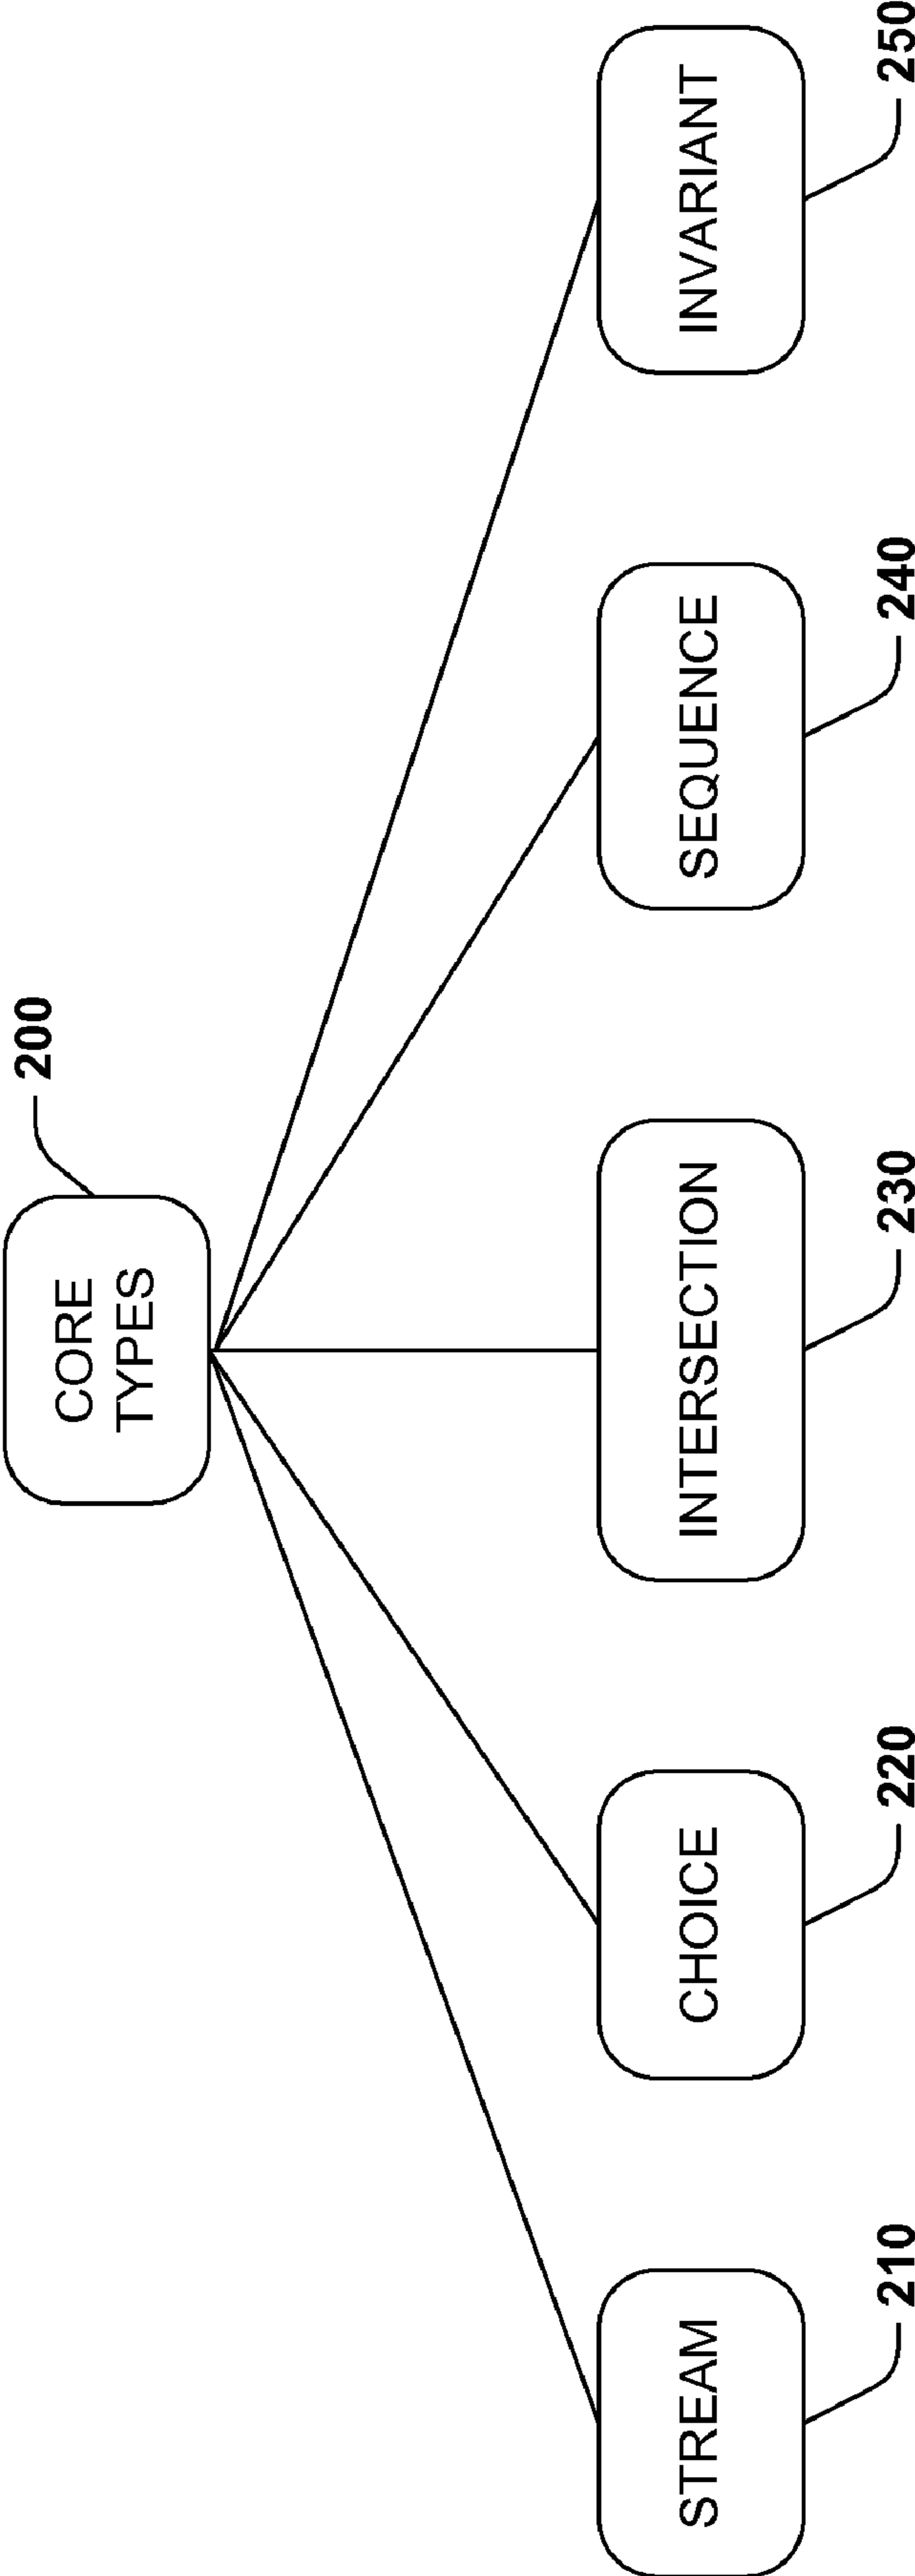 CORE
TYPES
200
STREAM
CHOICE
INTERSECTION
SEQUENCE
INVARIANT
210
220
230
240
250